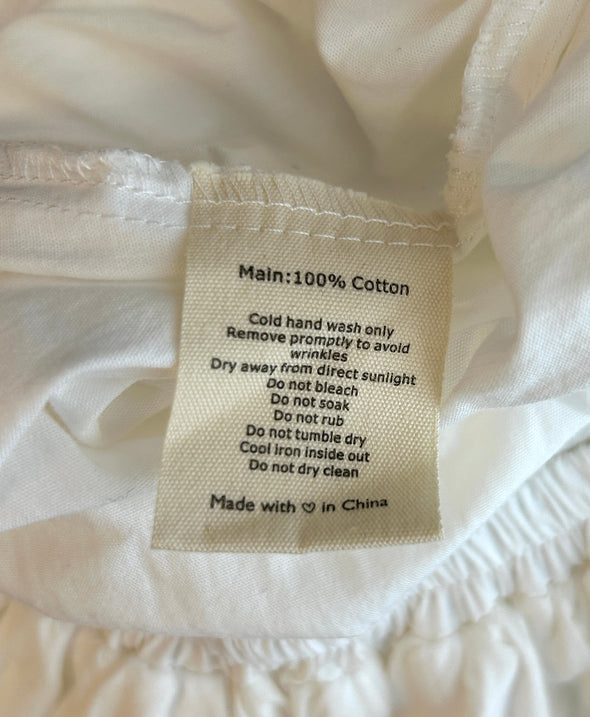 Main:100% Cotton
Cold hand wash only
Remove promptly to avoid
wrinkles
Dry away from direct sunlight
Do not bleach
Do not soak
Do not rub
Do not tumble dry
Cool iron inside out
Do not dry clean
Made with ♡ in China